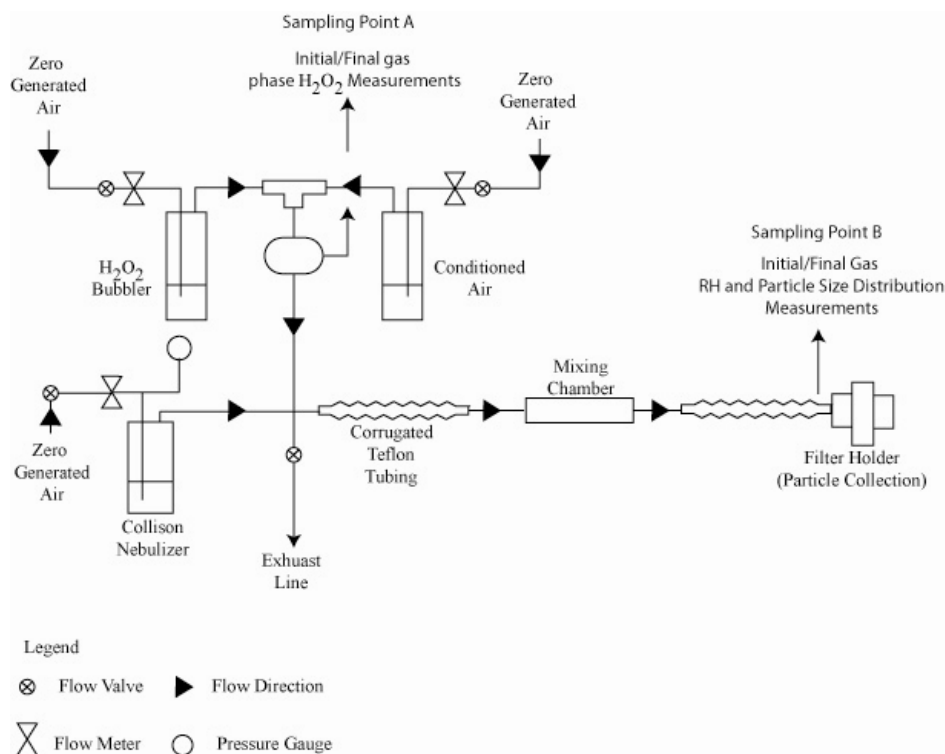 Sampling Point A
Initial/Final gas
phase H₂O₂ Measurements
Zero
Generated
Air
Zero
Generated
Air
H₂O₂
Bubbler
Conditioned
Air
Sampling Point B
Initial/Final Gas
RH and Particle Size Distribution
Measurements
Zero
Generated
Air
Collison
Nebulizer
Corrugated
Teflon
Tubing
Mixing
Chamber
Filter Holder
(Particle Collection)
Exhuast
Line
Legend
Flow Valve
Flow Direction
Flow Meter
Pressure Gauge